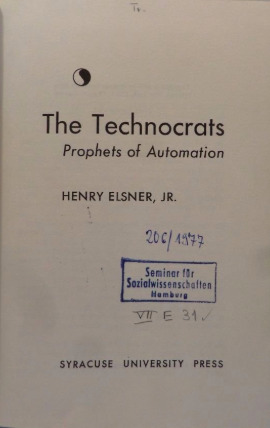 To.
The Technocrats
Prophets of Automation
HENRY ELSNER, JR.
206/1977
Seminar für
Sozialwissenschaften
Hamburg
VII E 31
SYRACUSE UNIVERSITY PRESS